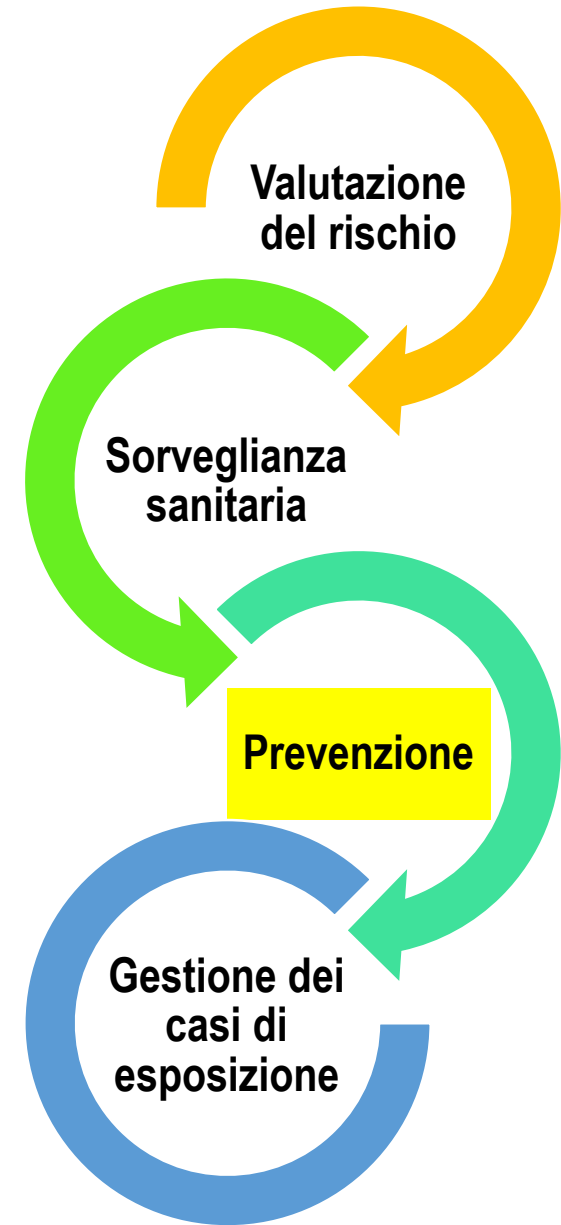 Valutazione
del rischio
Sorveglianza
sanitaria
Prevenzione
Gestione dei
casi di
esposizione